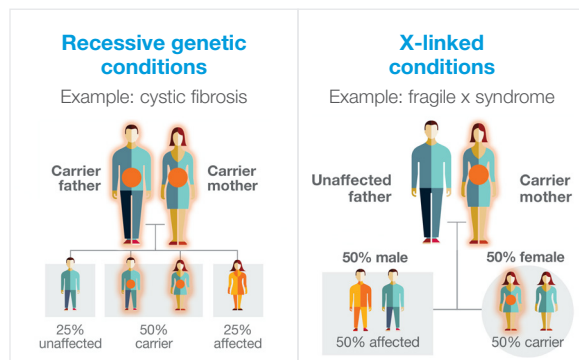 Recessive genetic
conditions
Example: cystic fibrosis
Carrier
father
Carrier
mother
25%
unaffected
50%
carrier
25%
affected
X-linked
conditions
Example: fragile x syndrome
Unaffected
father
Carrier
mother
50% male
50% female
50% affected
50% carrier